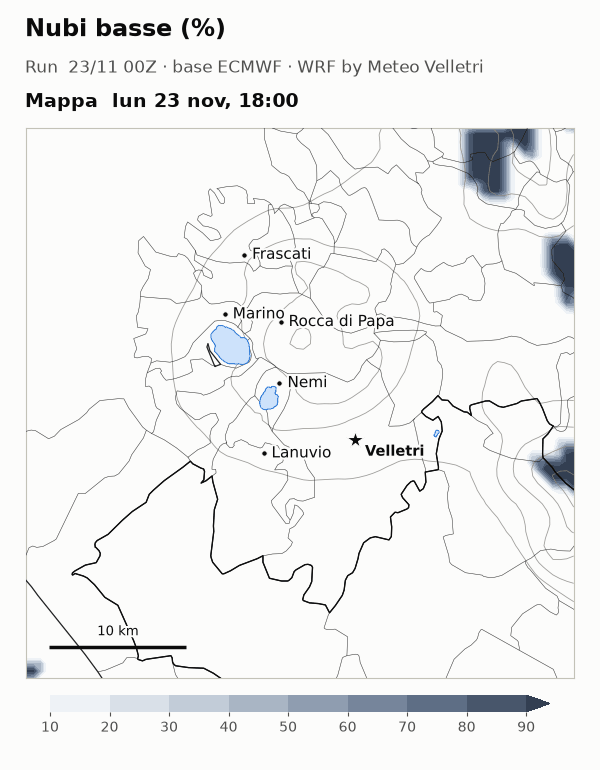 Nubi basse (%)
Run  23/11 00Z · base ECMWF · WRF by Meteo Velletri
Mappa  lun 23 nov, 18:00
Frascati
Marino
Rocca di Papa
Nemi
Velletri
Lanuvio
10 km
10 20 30 40 50 60 70 80 90